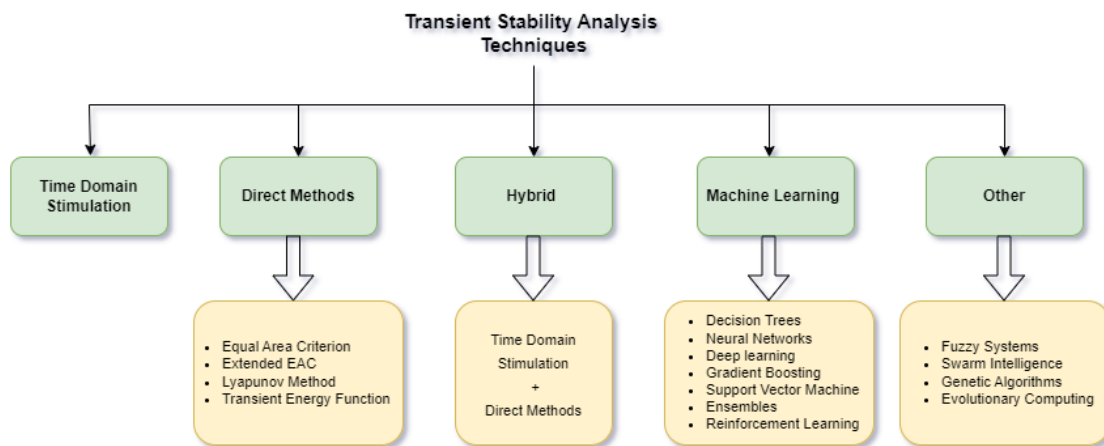 Transient Stability Analysis
Techniques
Time Domain
Stimulation
Direct Methods
Hybrid
Machine Learning
Other
Equal Area Criterion
Extended EAC
Lyapunov Method
Transient Energy Function
Time Domain
Stimulation
+
Direct Methods
Decision Trees
Neural Networks
Deep learning
Gradient Boosting
Support Vector Machine
Ensembles
Reinforcement Learning
Fuzzy Systems
Swarm Intelligence
Genetic Algorithms
Evolutionary Computing